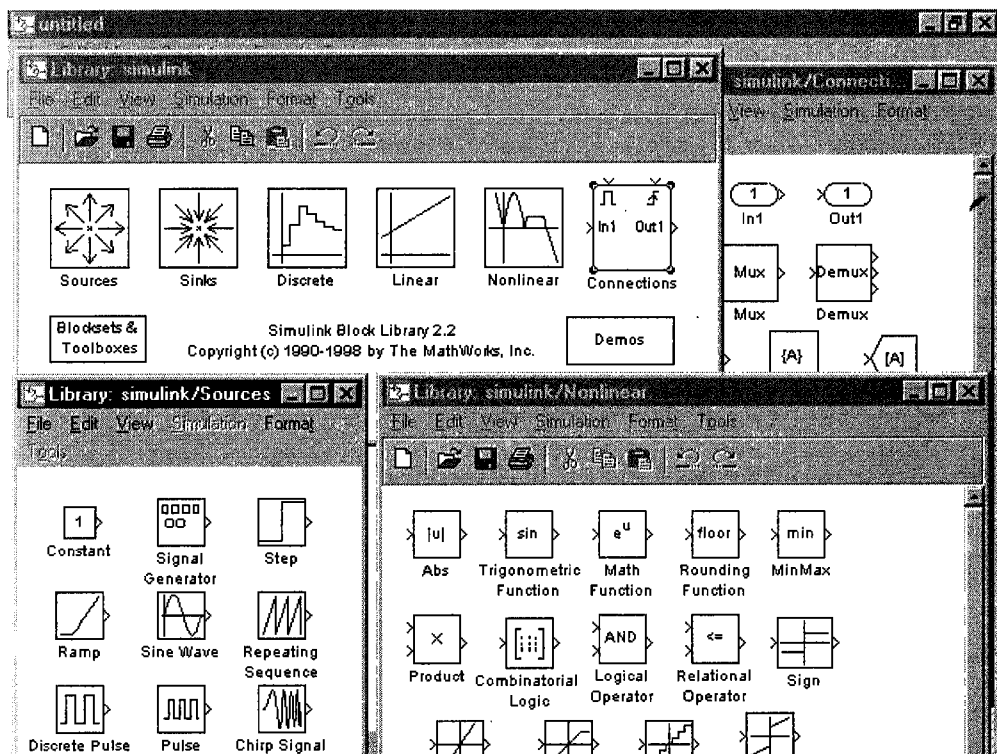 untitled
Library: simulink
File Edit View Simulation Format Tools
In1 Out1
Sources Sinks Discrete Linear Nonlinear Connections
Blocksets &
Toolboxes
Simulink Block Library 2.2
Copyright (c) 1990-1998 by The MathWorks, Inc.
Demos
simulink/Connecti...
View Simulation Format
1 1
In1 Out1
Mux Demux
Mux Demux
{A} [A]
Library: simulink/Sources
File Edit View Simulation Format
Tools
1
Constant Signal
Generator
Step
Ramp Sine Wave Repeating
Sequence
Discrete Pulse Pulse Chirp Signal
Library: simulink/Nonlinear
File Edit View Simulation Format Tools
|u| sin e^u floor min
Abs Trigonometric
Function
Math
Function
Rounding
Function
MinMax
× AND <=
Product Combinatorial
Logic
Logical
Operator
Relational
Operator
Sign